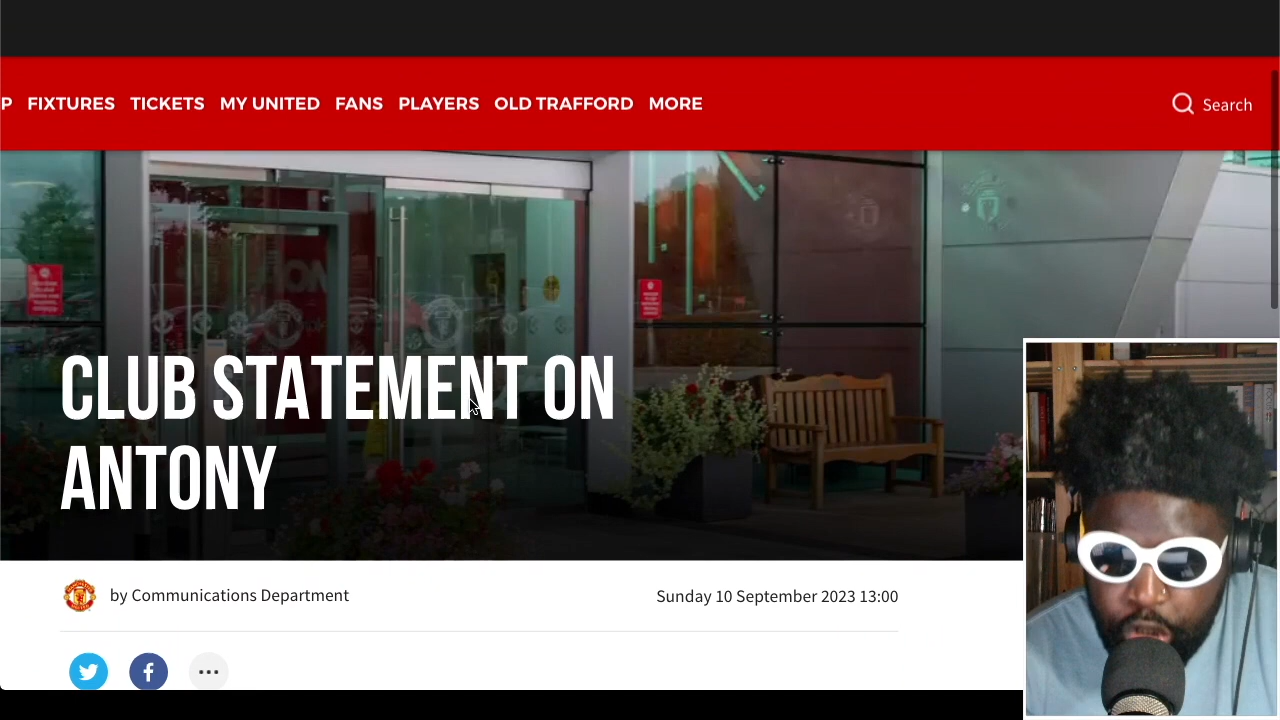 P FIXTURES TICKETS MY UNITED FANS PLAYERS OLD TRAFFORD MORE Search
CLUB STATEMENT ON
ANTONY
by Communications Department Sunday 10 September 2023 13:00